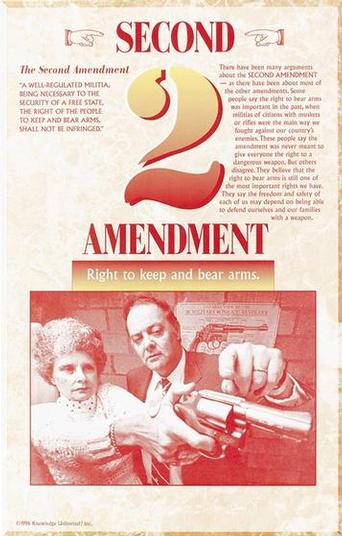 SECOND
The Second Amendment
"A WELL-REGULATED MILITIA,
BEING NECESSARY TO THE
SECURITY OF A FREE STATE,
THE RIGHT OF THE PEOPLE
TO KEEP AND BEAR ARMS,
SHALL NOT BE INFRINGED."
2
There have been many arguments
about the SECOND AMENDMENT
— as there have been about most of
the other amendments. Some
people say the right to bear arms
was important in the past, when
militias of citizens with muskets
or rifles were the main way we
fought against our country's
enemies. These people say the
amendment was never meant to
give everyone the right to a
dangerous weapon. But others
disagree. They believe that the
right to bear arms is still one of
the most important rights we have.
They say the freedom and safety of
each of us may depend on being able
to defend ourselves and our families
with a weapon.
AMENDMENT
Right to keep and bear arms.
©1996 Knowledge Unlimited, Inc.